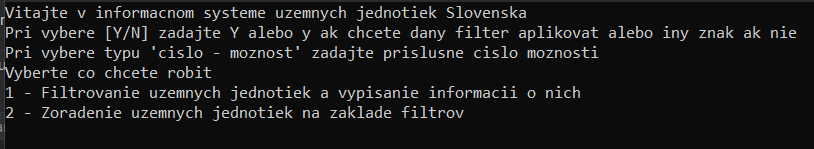 Vitajte v informacnom systeme uzemnych jednotiek Slovenska
Pri vybere [Y/N] zadajte Y alebo y ak chcete dany filter aplikovat alebo iny znak ak nie
Pri vybere typu 'cislo - moznost' zadajte prislusne cislo moznosti
Vyberte co chcete robit
1 - Filtrovanie uzemnych jednotiek a vypisanie informacii o nich
2 - Zoradenie uzemnych jednotiek na zaklade filtrov